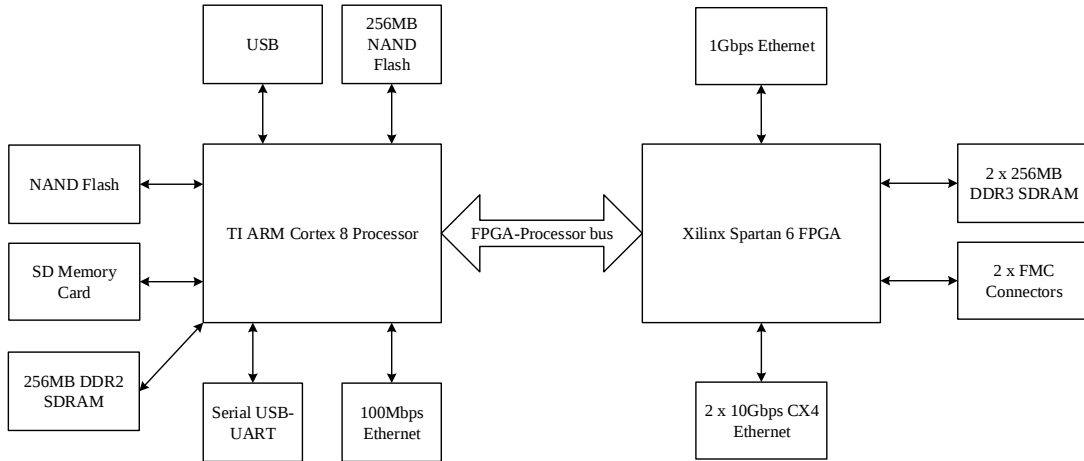 USB
256MB
NAND
Flash
1Gbps Ethernet
NAND Flash
TI ARM Cortex 8 Processor
FPGA-Processor bus
Xilinx Spartan 6 FPGA
2 x 256MB
DDR3 SDRAM
SD Memory
Card
2 x FMC
Connectors
256MB DDR2
SDRAM
Serial USB-
UART
100Mbps
Ethernet
2 x 10Gbps CX4
Ethernet